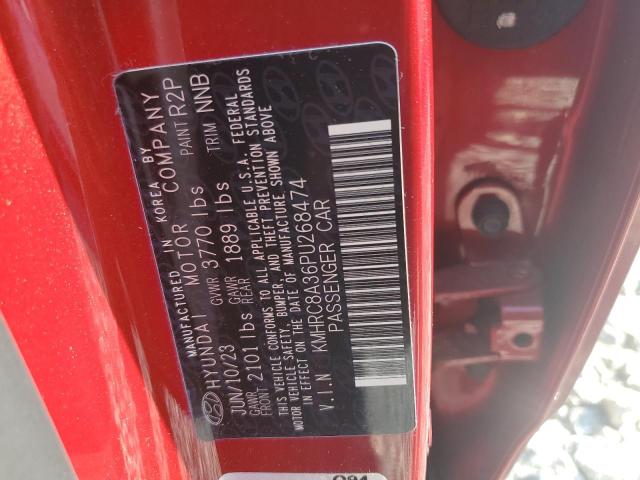 MANUFACTURED IN KOREA BY
HYUNDAI MOTOR COMPANY
JUN/10/23 GVWR 3770 lbs PAINT R2P
GAWR FRONT 2101 lbs GAWR REAR 1889 lbs TRIM NNB
THIS VEHICLE CONFORMS TO ALL APPLICABLE U.S.A. FEDERAL
MOTOR VEHICLE SAFETY, BUMPER, AND THEFT PREVENTION STANDARDS
IN EFFECT ON THE DATE OF MANUFACTURE SHOWN ABOVE
V.I.N KMHRC8A36PU268474
PASSENGER CAR